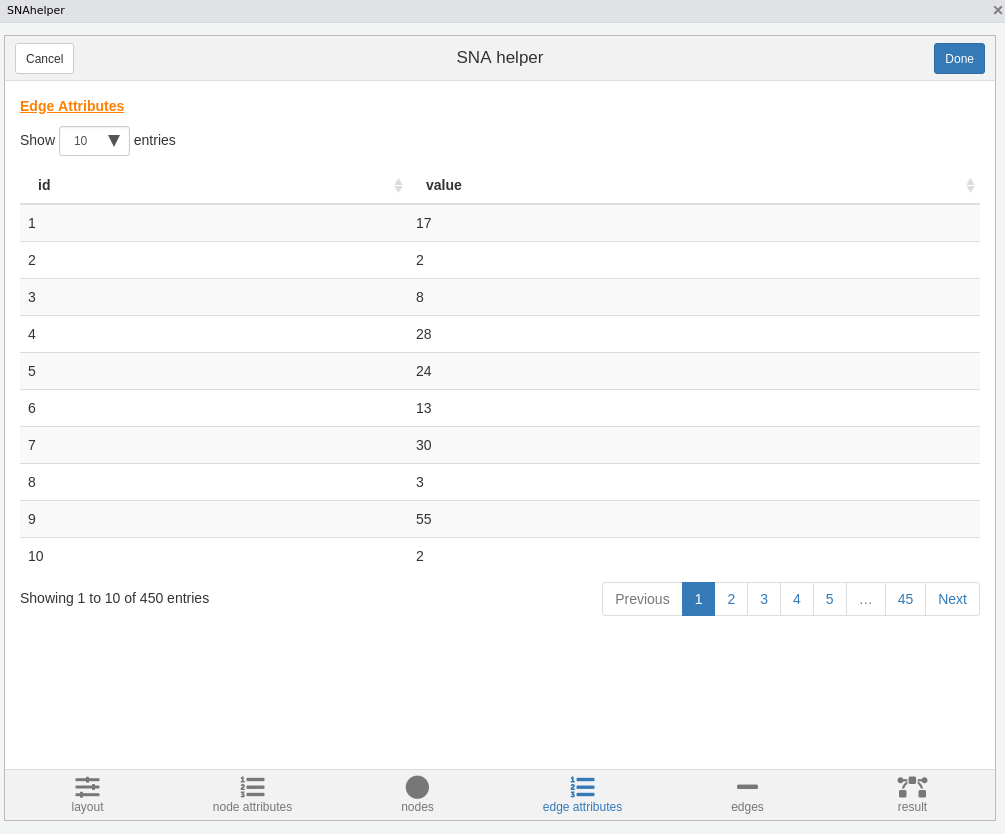 SNAhelper ×
Cancel SNA helper Done
Edge Attributes
Show 10 entries
id value
1 17
2 2
3 8
4 28
5 24
6 13
7 30
8 3
9 55
10 2
Showing 1 to 10 of 450 entries Previous 1 2 3 4 5 … 45 Next
layout node attributes nodes edge attributes edges result